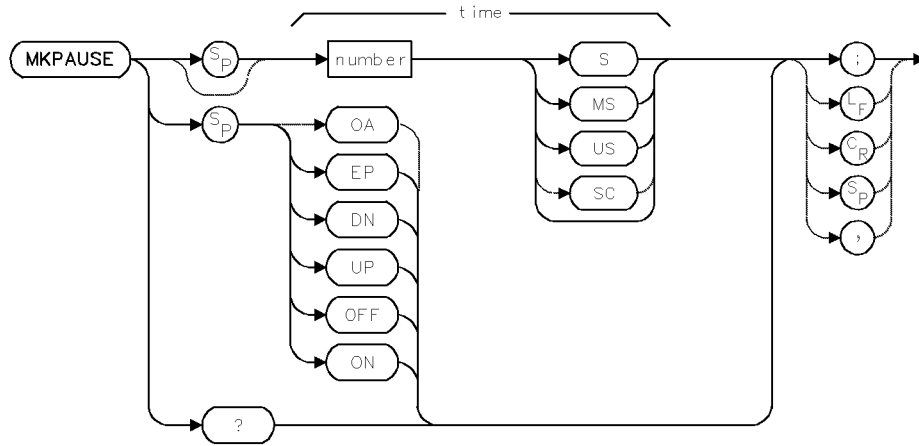 time
MKPAUSE
SP
number
S
;
MS
LF
SP
OA
US
CR
EP
SC
SP
DN
,
UP
OFF
ON
?